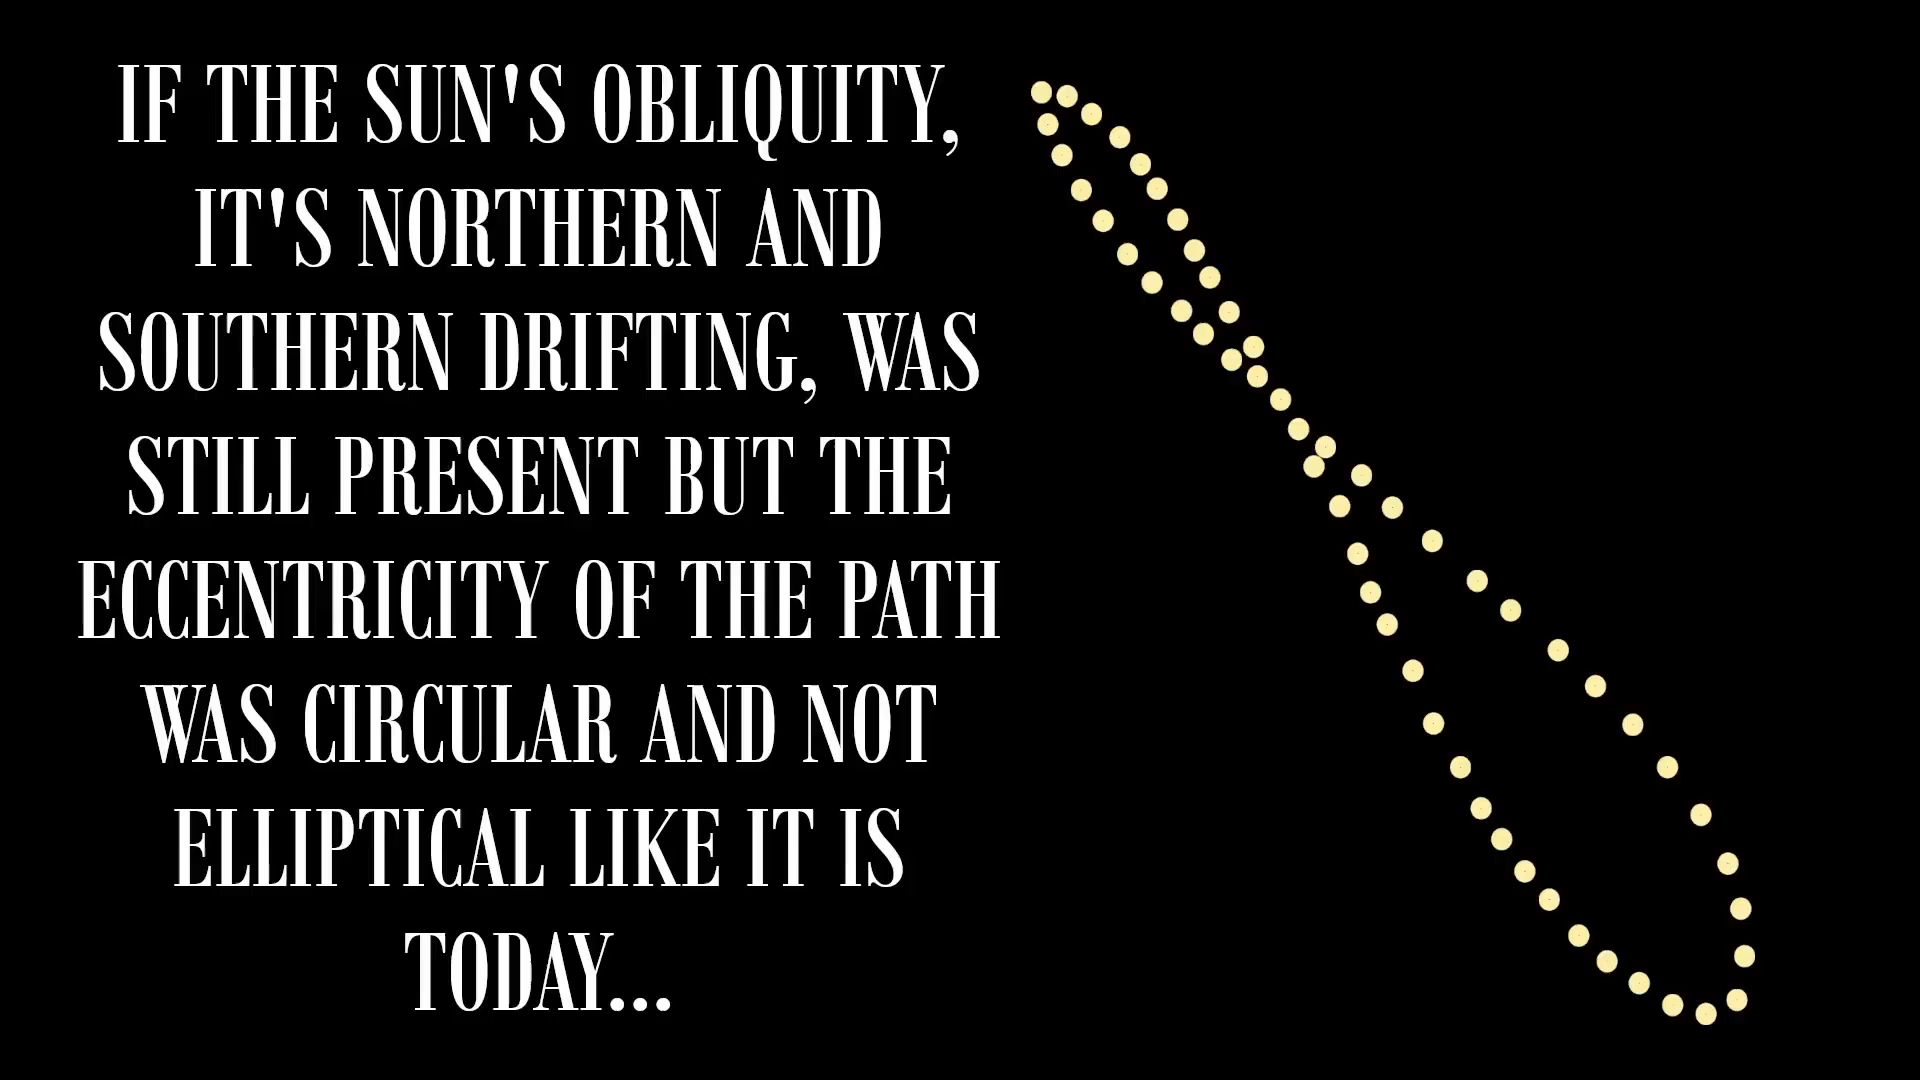 IF THE SUN'S OBLIQUITY,
IT'S NORTHERN AND
SOUTHERN DRIFTING, WAS
STILL PRESENT BUT THE
ECCENTRICITY OF THE PATH
WAS CIRCULAR AND NOT
ELLIPTICAL LIKE IT IS
TODAY...